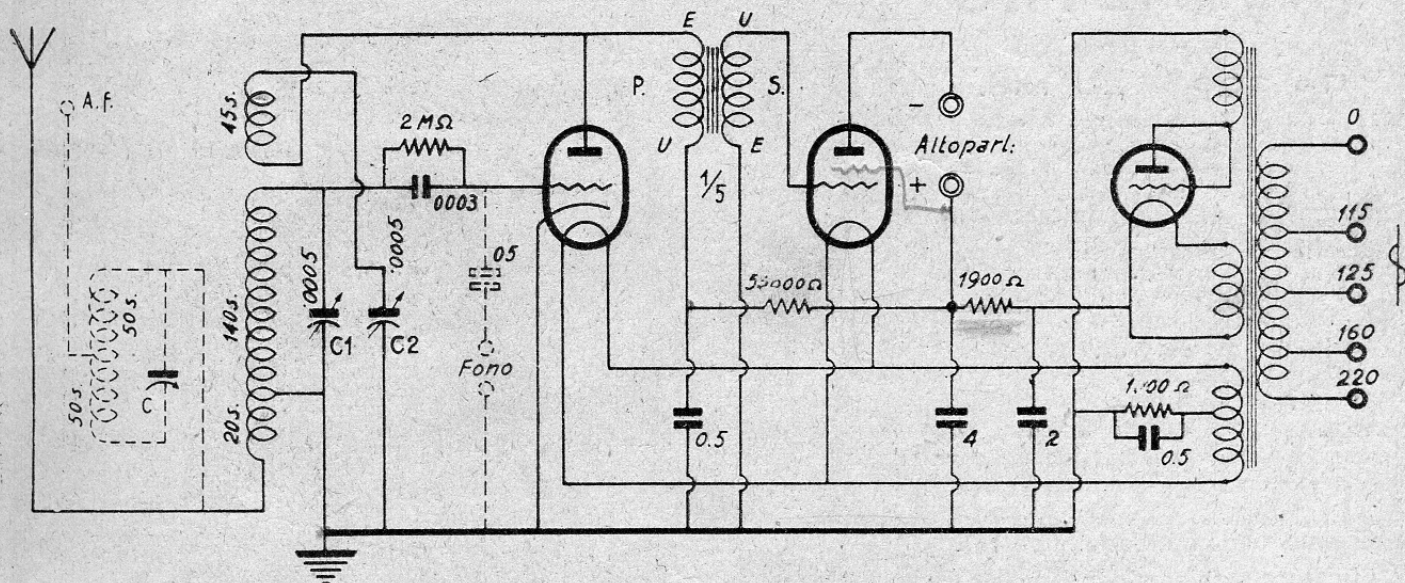 E
U
A.f.
45s.
P.
S.
2 MΩ
-
0
Altoparl:
U
E
+
1/5
0003
115
.0005
:0005
05
1900 Ω
125
50s.
140s.
C1
C2
Fono
160
C
220
50s.
20s.
0.5
4
2
0.5